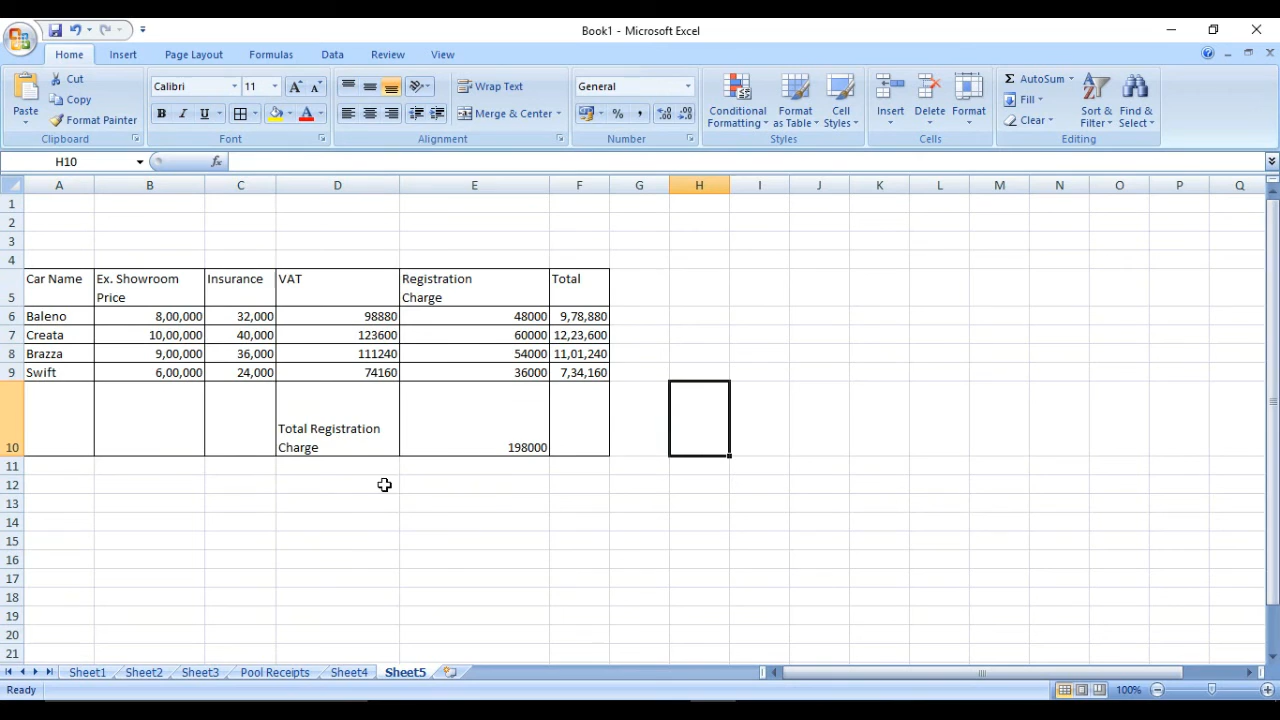 Book1 - Microsoft Excel
Home Insert Page Layout Formulas Data Review View
Paste
Cut
Copy
Format Painter
Clipboard
Calibri 11
B I U
A A
Font
Wrap Text
Merge & Center
Alignment
General
% ,
Number
Conditional Formatting
Format as Table
Cell Styles
Styles
Insert Delete Format
Cells
Σ AutoSum
Fill
Clear
Sort & Filter
Find & Select
Editing
H10 fx
A B C D E F G H I J K L M N O P Q
1
2
3
4
5 Car Name Ex. Showroom Price Insurance VAT Registration Charge Total
6 Baleno 8,00,000 32,000 98880 48000 9,78,880
7 Creata 10,00,000 40,000 123600 60000 12,23,600
8 Brazza 9,00,000 36,000 111240 54000 11,01,240
9 Swift 6,00,000 24,000 74160 36000 7,34,160
10 Total Registration Charge 198000
11
12
13
14
15
16
17
18
19
20
21
Sheet1 Sheet2 Sheet3 Pool Receipts Sheet4 Sheet5
Ready 100%